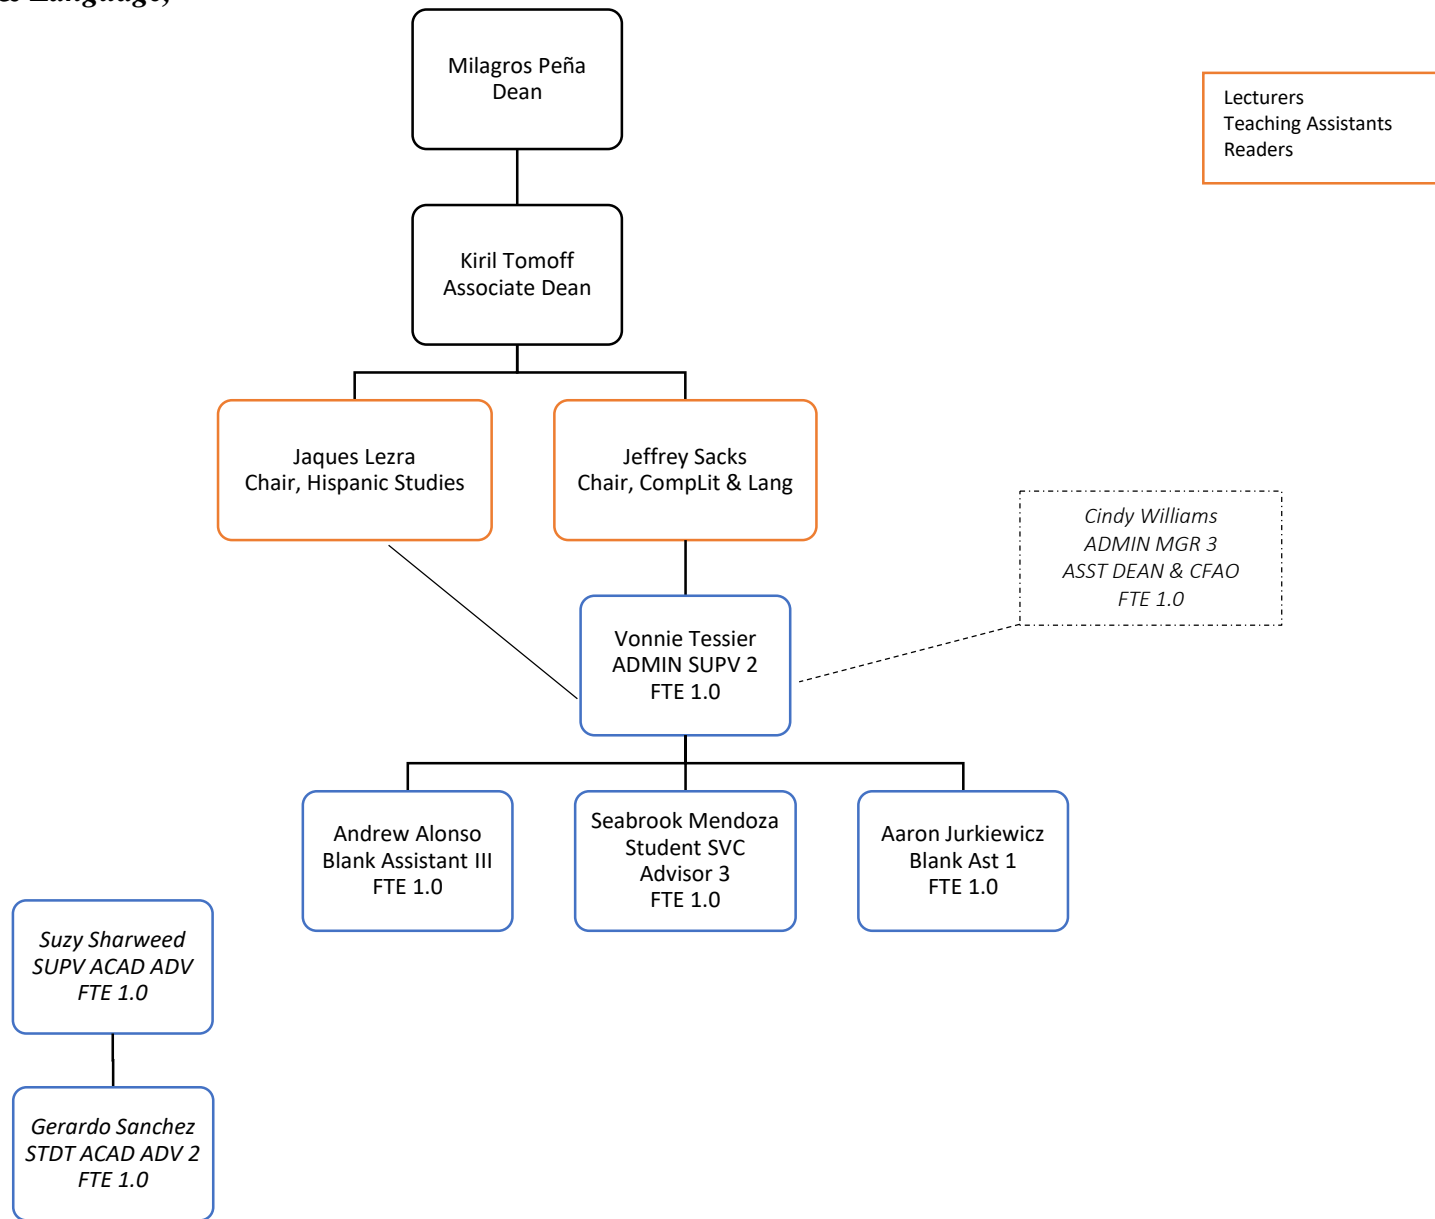 Language,
Milagros Peña
Dean
Lecturers
Teaching Assistants
Readers
Kiril Tomoff
Associate Dean
Jaques Lezra
Chair, Hispanic Studies
Jeffrey Sacks
Chair, CompLit & Lang
Cindy Williams
ADMIN MGR 3
ASST DEAN & CFAO
FTE 1.0
Vonnie Tessier
ADMIN SUPV 2
FTE 1.0
Andrew Alonso
Blank Assistant III
FTE 1.0
Seabrook Mendoza
Student SVC
Advisor 3
FTE 1.0
Aaron Jurkiewicz
Blank Ast 1
FTE 1.0
Suzy Sharweed
SUPV ACAD ADV
FTE 1.0
Gerardo Sanchez
STDT ACAD ADV 2
FTE 1.0